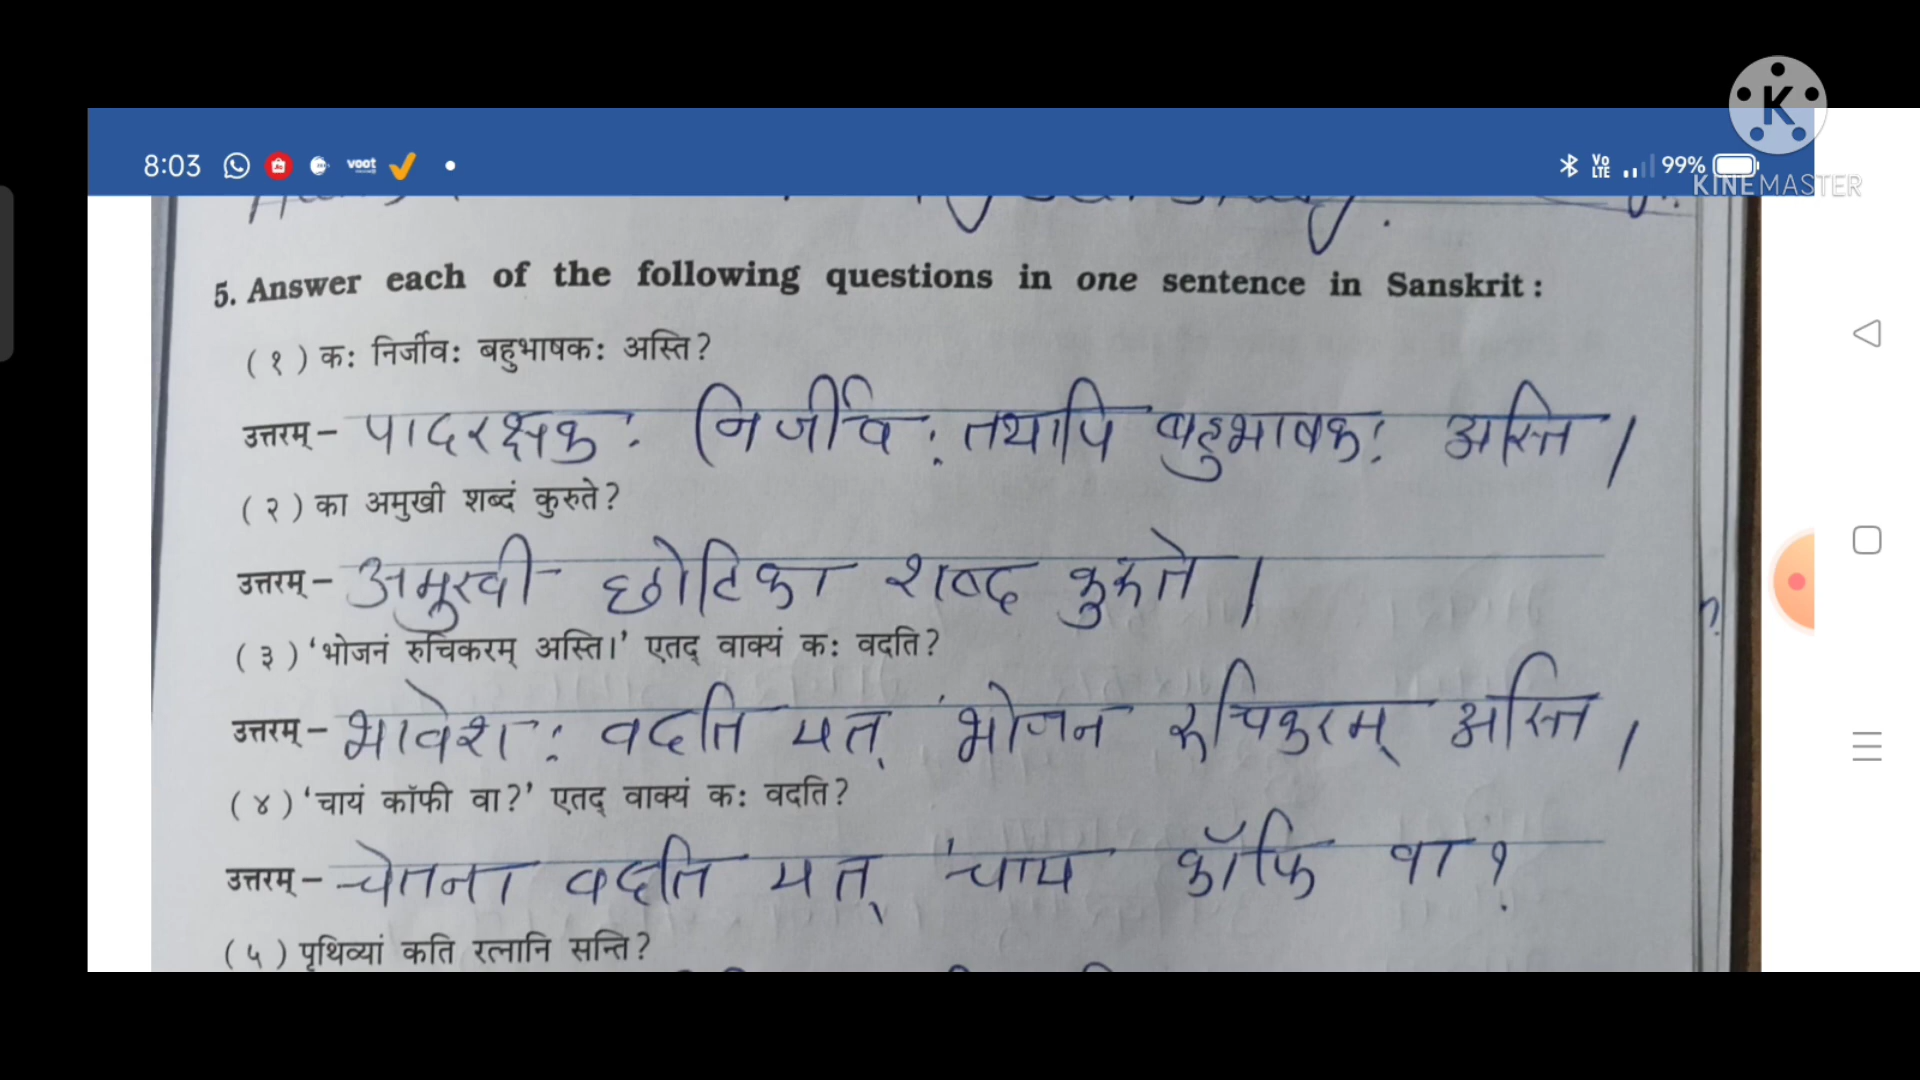 8:03 voot Vo LTE 99%
KINEMASTER
5. Answer each of the following questions in one sentence in Sanskrit :
( १ ) कः निर्जीवः बहुभाषकः अस्ति?
उत्तरम् – पादरक्षकः निर्जीवः तथापि बहुभाषकः अस्ति।
( २ ) का अमुखी शब्दं कुरुते?
उत्तरम् – अमुखी छोटिका शब्द कुरुते।
( ३ ) ‘भोजनं रुचिकरम् अस्ति।’ एतद् वाक्यं कः वदति?
उत्तरम् – भावेशः वदति यत् 'भोजन रुचिकरम् अस्ति।
( ४ ) ‘चायं कॉफी वा?’ एतद् वाक्यं कः वदति?
उत्तरम् – चेतना वदति यत् 'चाय कॉफि वा?
( ५ ) पृथिव्यां कति रत्नानि सन्ति?